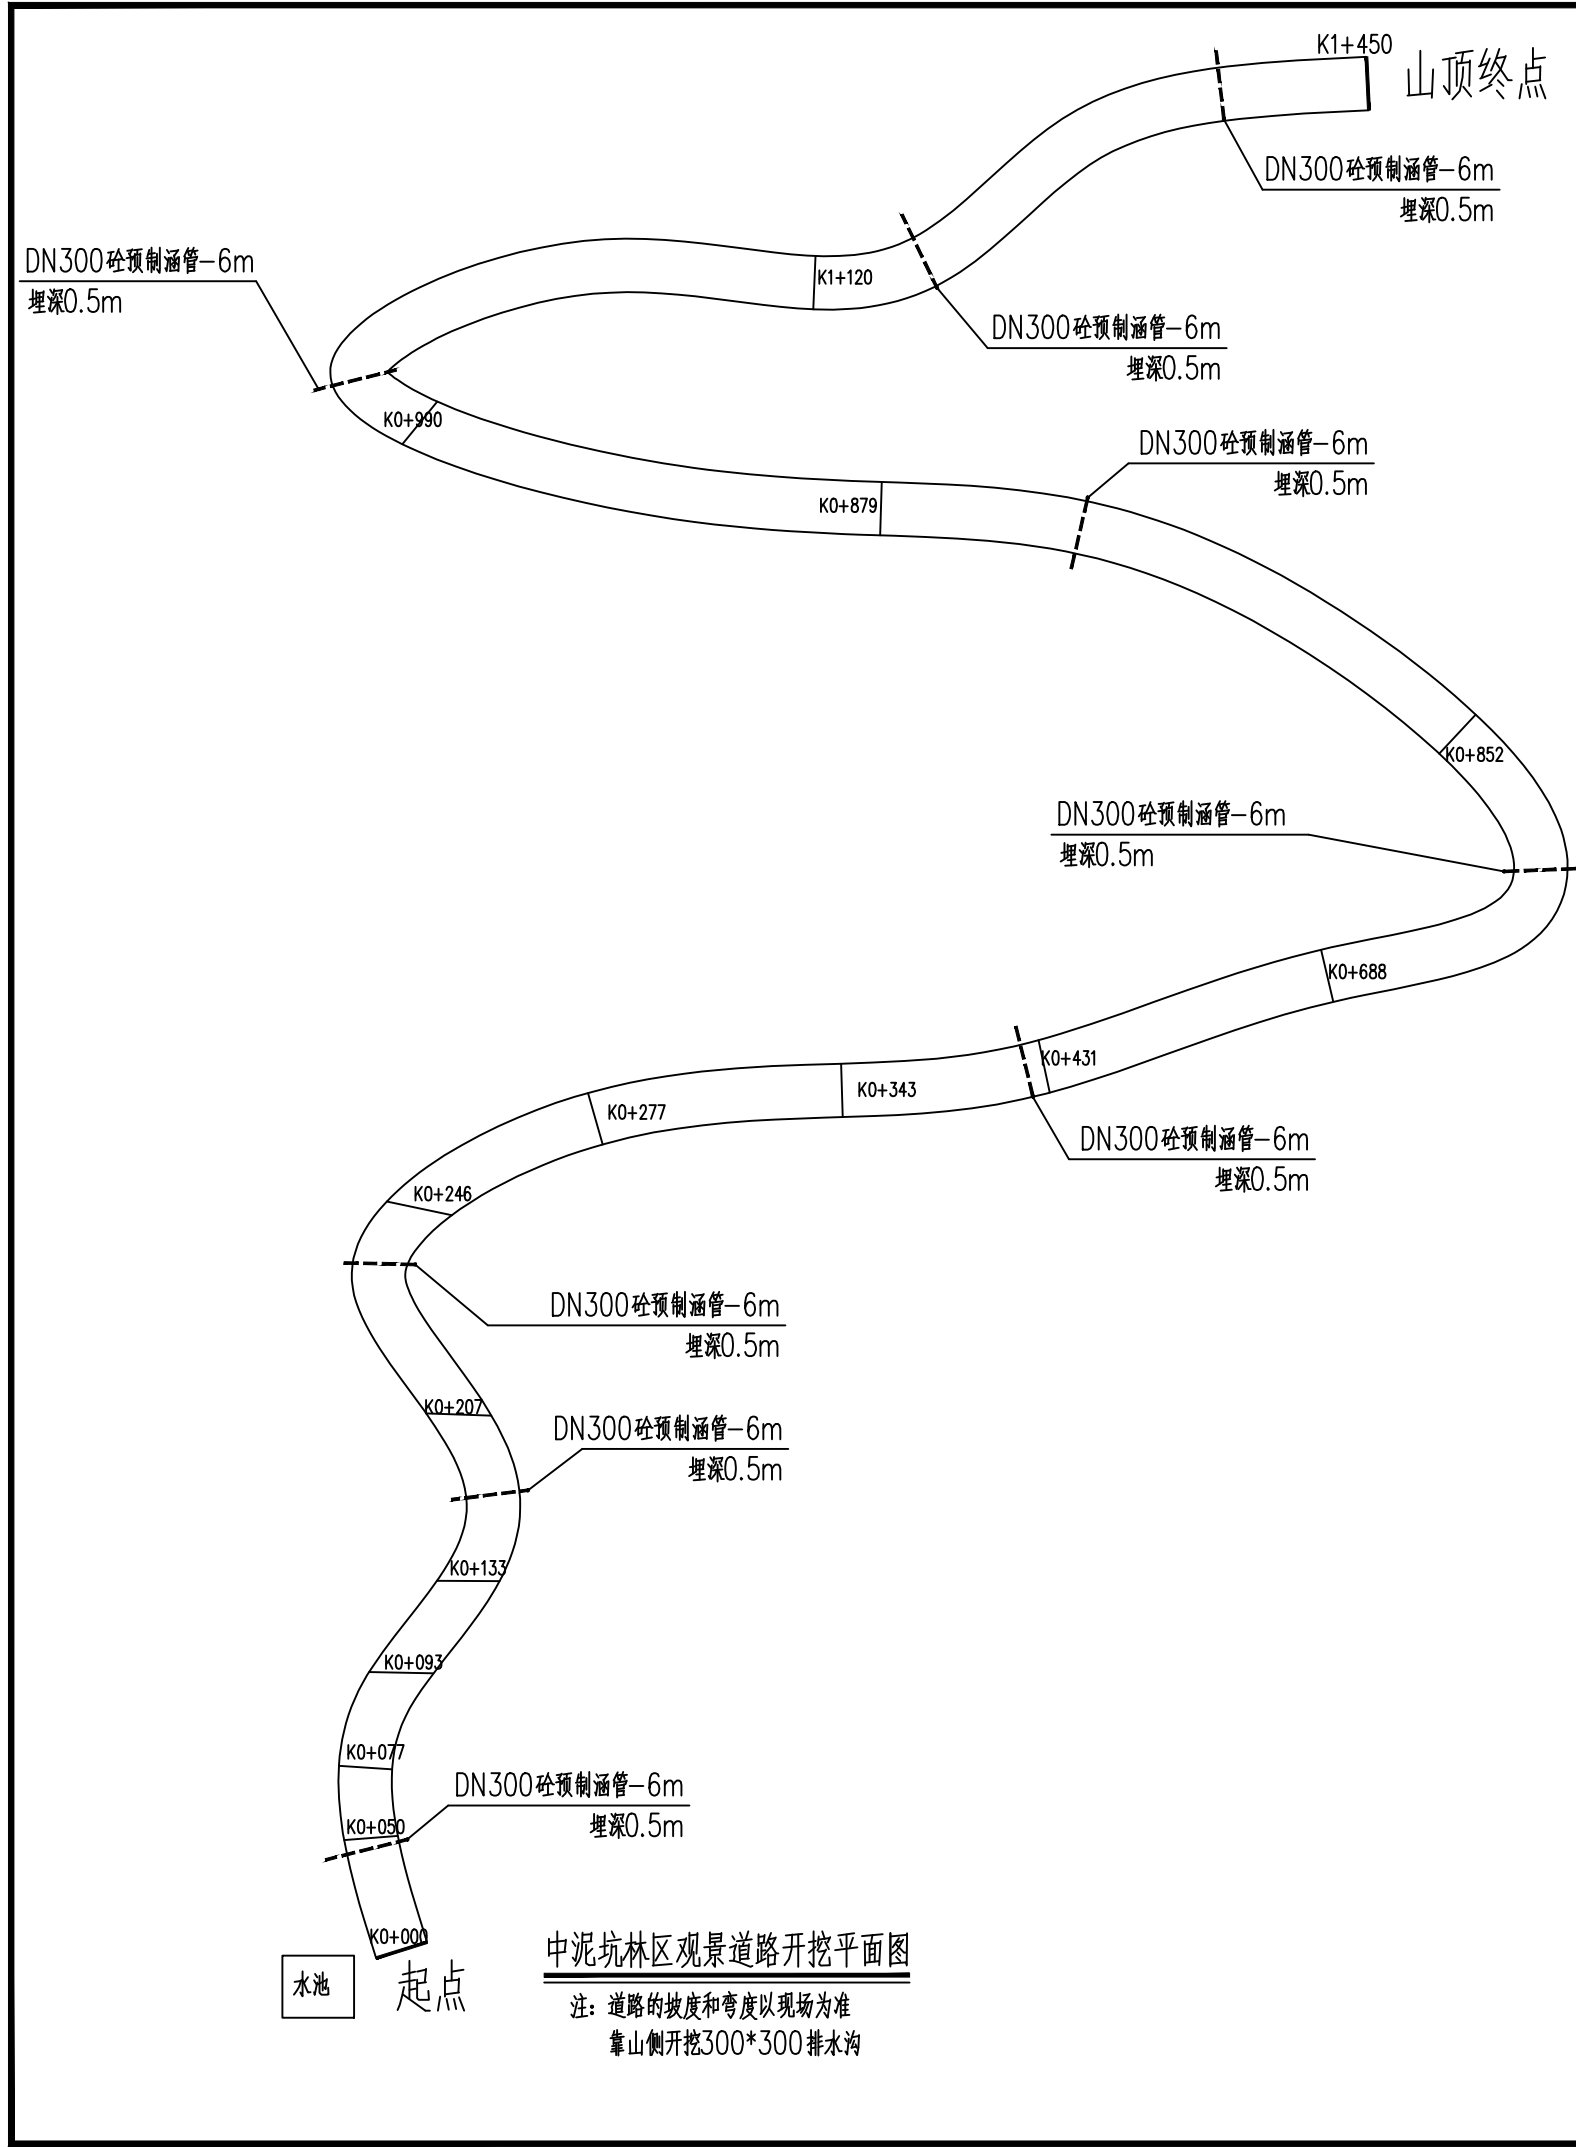 K1+450
山顶终点
DN300砼预制涵管-6m
埋深0.5m
DN300砼预制涵管-6m
埋深0.5m
K1+120
DN300砼预制涵管-6m
埋深0.5m
K0+990
DN300砼预制涵管-6m
埋深0.5m
K0+879
K0+852
DN300砼预制涵管-6m
埋深0.5m
K0+688
K0+431
K0+343
K0+277
DN300砼预制涵管-6m
埋深0.5m
K0+246
DN300砼预制涵管-6m
埋深0.5m
K0+207
DN300砼预制涵管-6m
埋深0.5m
K0+133
K0+093
K0+077
DN300砼预制涵管-6m
埋深0.5m
K0+050
K0+000
水池
起点
中泥坑林区观景道路开挖平面图
注：道路的坡度和弯度以现场为准
靠山侧开挖300*300排水沟